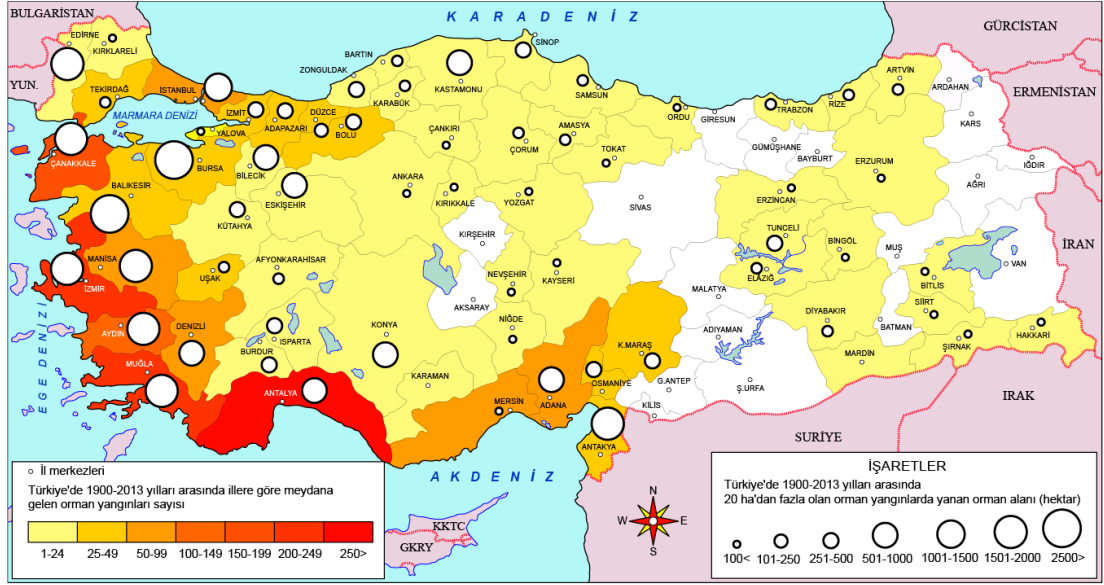 KARADENİZ
BULGARİSTAN
GÜRCİSTAN
EDİRNE
KIRKLARELİ
SİNOP
BARTIN
ZONGULDAK
KASTAMONU
ARTVİN
ARDAHAN
YUN.
TEKİRDAĞ
İSTANBUL
İZMİT
KARABÜK
SAMSUN
ERMENİSTAN
MARMARA DENİZİ
ADAPAZARI
DÜZCE
ORDU
TRABZON
RİZE
GİRESUN
KARS
YALOVA
BOLU
ÇANKIRI
AMASYA
ÇORUM
GÜMÜŞHANE
BAYBURT
ÇANAKKALE
BURSA
BİLECİK
TOKAT
ERZURUM
IĞDIR
BALIKESİR
ANKARA
KIRIKKALE
YOZGAT
ERZİNCAN
AĞRI
ESKİŞEHİR
SİVAS
KÜTAHYA
KIRŞEHİR
TUNCELİ
BİNGÖL
MUŞ
VAN
İRAN
MANİSA
UŞAK
AFYONKARAHİSAR
NEVŞEHİR
KAYSERİ
ELAZIĞ
BİTLİS
İZMİR
AKSARAY
MALATYA
SİİRT
EGE DENİZİ
AYDIN
DENİZLİ
ISPARTA
KONYA
NİĞDE
DİYABAKIR
BATMAN
ADIYAMAN
HAKKARİ
ŞIRNAK
BURDUR
K.MARAŞ
MARDİN
MUĞLA
KARAMAN
OSMANİYE
G.ANTEP
Ş.URFA
ANTALYA
MERSİN
ADANA
KİLİS
IRAK
ANTAKYA
SURİYE
AKDENİZ
İl merkezleri
Türkiye'de 1900-2013 yılları arasında illere göre meydana
gelen orman yangınları sayısı
1-24 25-49 50-99 100-149 150-199 200-249 250>
KKTC
GKRY
N
W E
S
İŞARETLER
Türkiye'de 1900-2013 yılları arasında
20 ha'dan fazla olan orman yangınlarda yanan orman alanı (hektar)
100< 101-250 251-500 501-1000 1001-1500 1501-2000 2500>